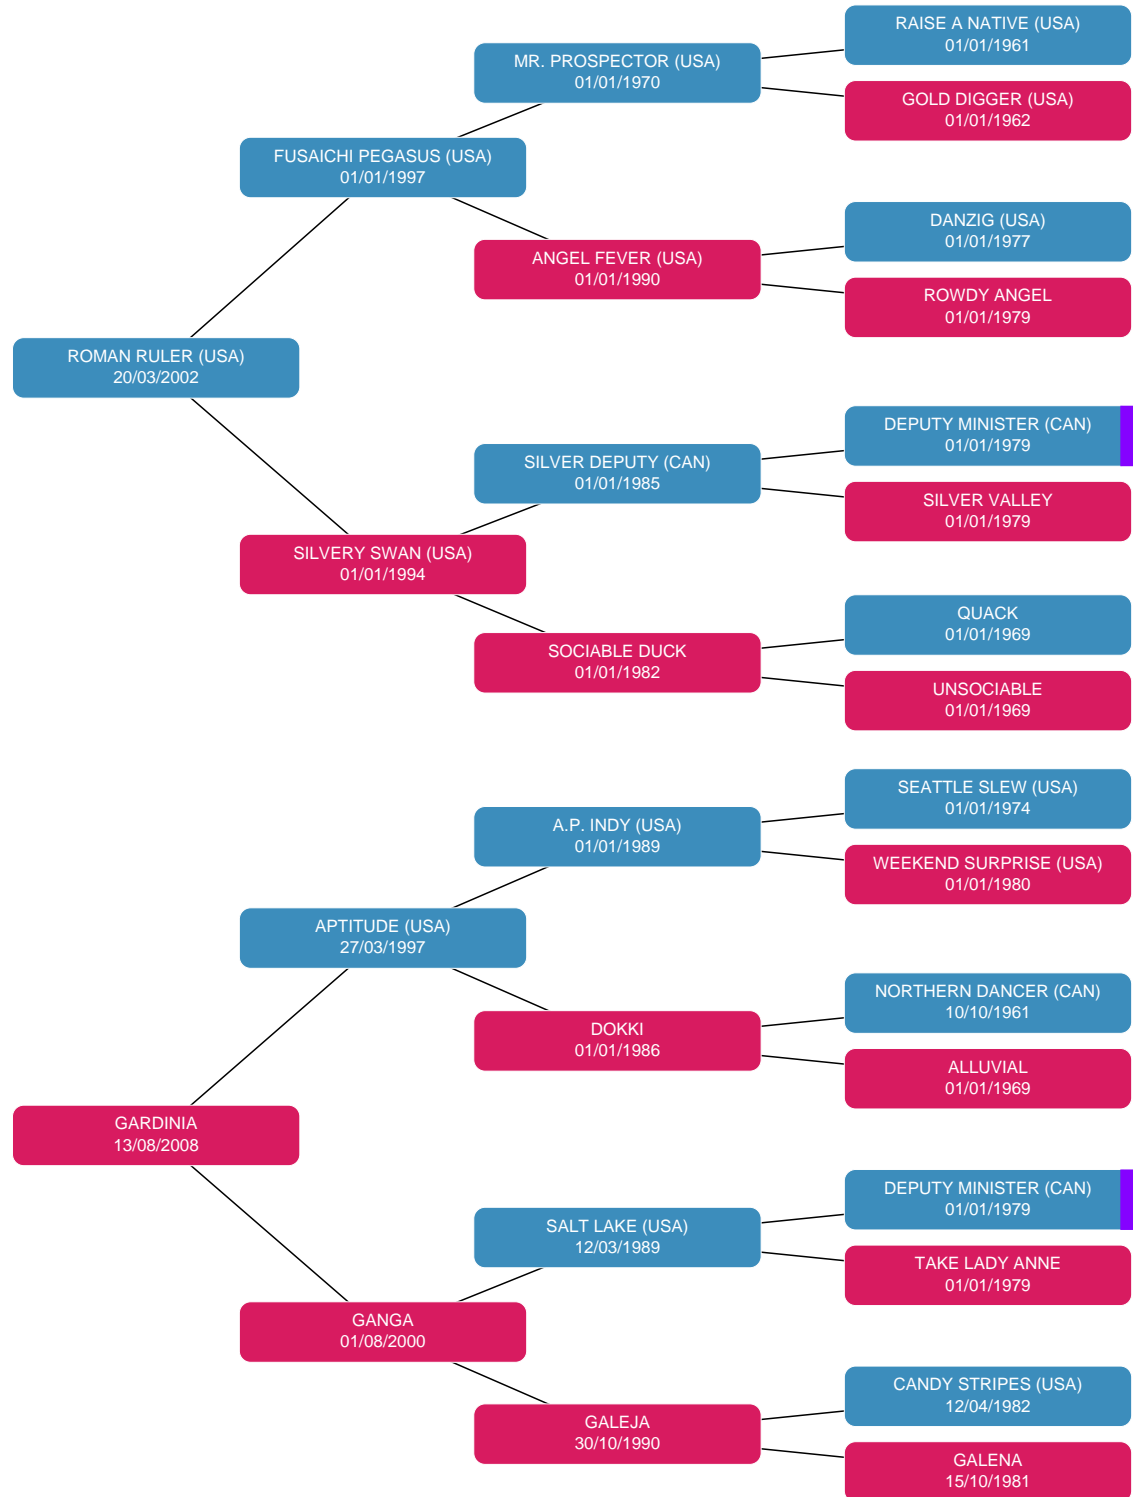 RAISE A NATIVE (USA)
01/01/1961
MR. PROSPECTOR (USA)
01/01/1970
GOLD DIGGER (USA)
01/01/1962
FUSAICHI PEGASUS (USA)
01/01/1997
DANZIG (USA)
01/01/1977
ANGEL FEVER (USA)
01/01/1990
ROWDY ANGEL
01/01/1979
ROMAN RULER (USA)
20/03/2002
DEPUTY MINISTER (CAN)
01/01/1979
SILVER DEPUTY (CAN)
01/01/1985
SILVER VALLEY
01/01/1979
SILVERY SWAN (USA)
01/01/1994
QUACK
01/01/1969
SOCIABLE DUCK
01/01/1982
UNSOCIABLE
01/01/1969
SEATTLE SLEW (USA)
01/01/1974
A.P. INDY (USA)
01/01/1989
WEEKEND SURPRISE (USA)
01/01/1980
APTITUDE (USA)
27/03/1997
NORTHERN DANCER (CAN)
10/10/1961
DOKKI
01/01/1986
ALLUVIAL
01/01/1969
GARDINIA
13/08/2008
DEPUTY MINISTER (CAN)
01/01/1979
SALT LAKE (USA)
12/03/1989
TAKE LADY ANNE
01/01/1979
GANGA
01/08/2000
CANDY STRIPES (USA)
12/04/1982
GALEJA
30/10/1990
GALENA
15/10/1981